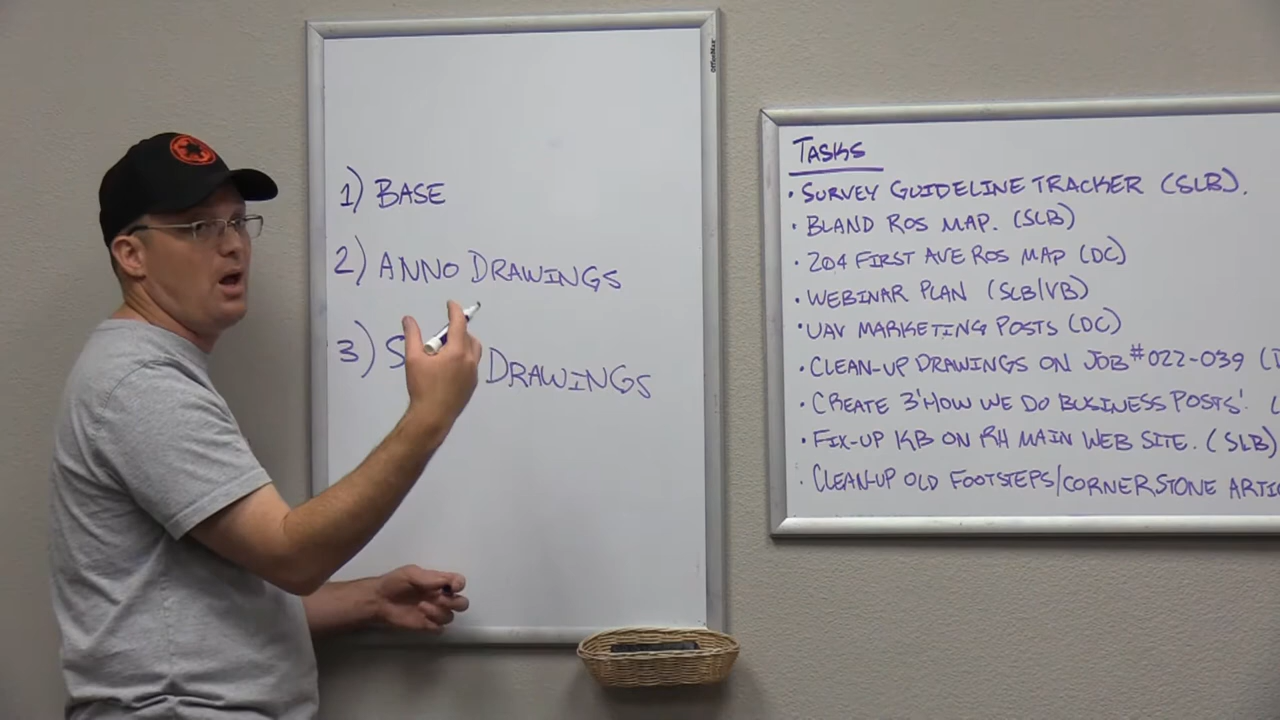 1) BASE
2) ANNO DRAWINGS
3) DRAWINGS
OfficeMax
TASKS
• SURVEY GUIDELINE TRACKER (SLB).
• BLAND ROS MAP. (SLB)
• 204 FIRST AVE ROS MAP (DC)
• WEBINAR PLAN (SLB/VB)
• UAV MARKETING POSTS (DC)
• CLEAN-UP DRAWINGS ON JOB #022-039
• CREATE 3 'HOW WE DO BUSINESS POSTS'.
• FIX-UP KB ON RH MAIN WEB SITE. (SLB)
• CLEAN-UP OLD FOOTSTEPS/CORNERSTONE